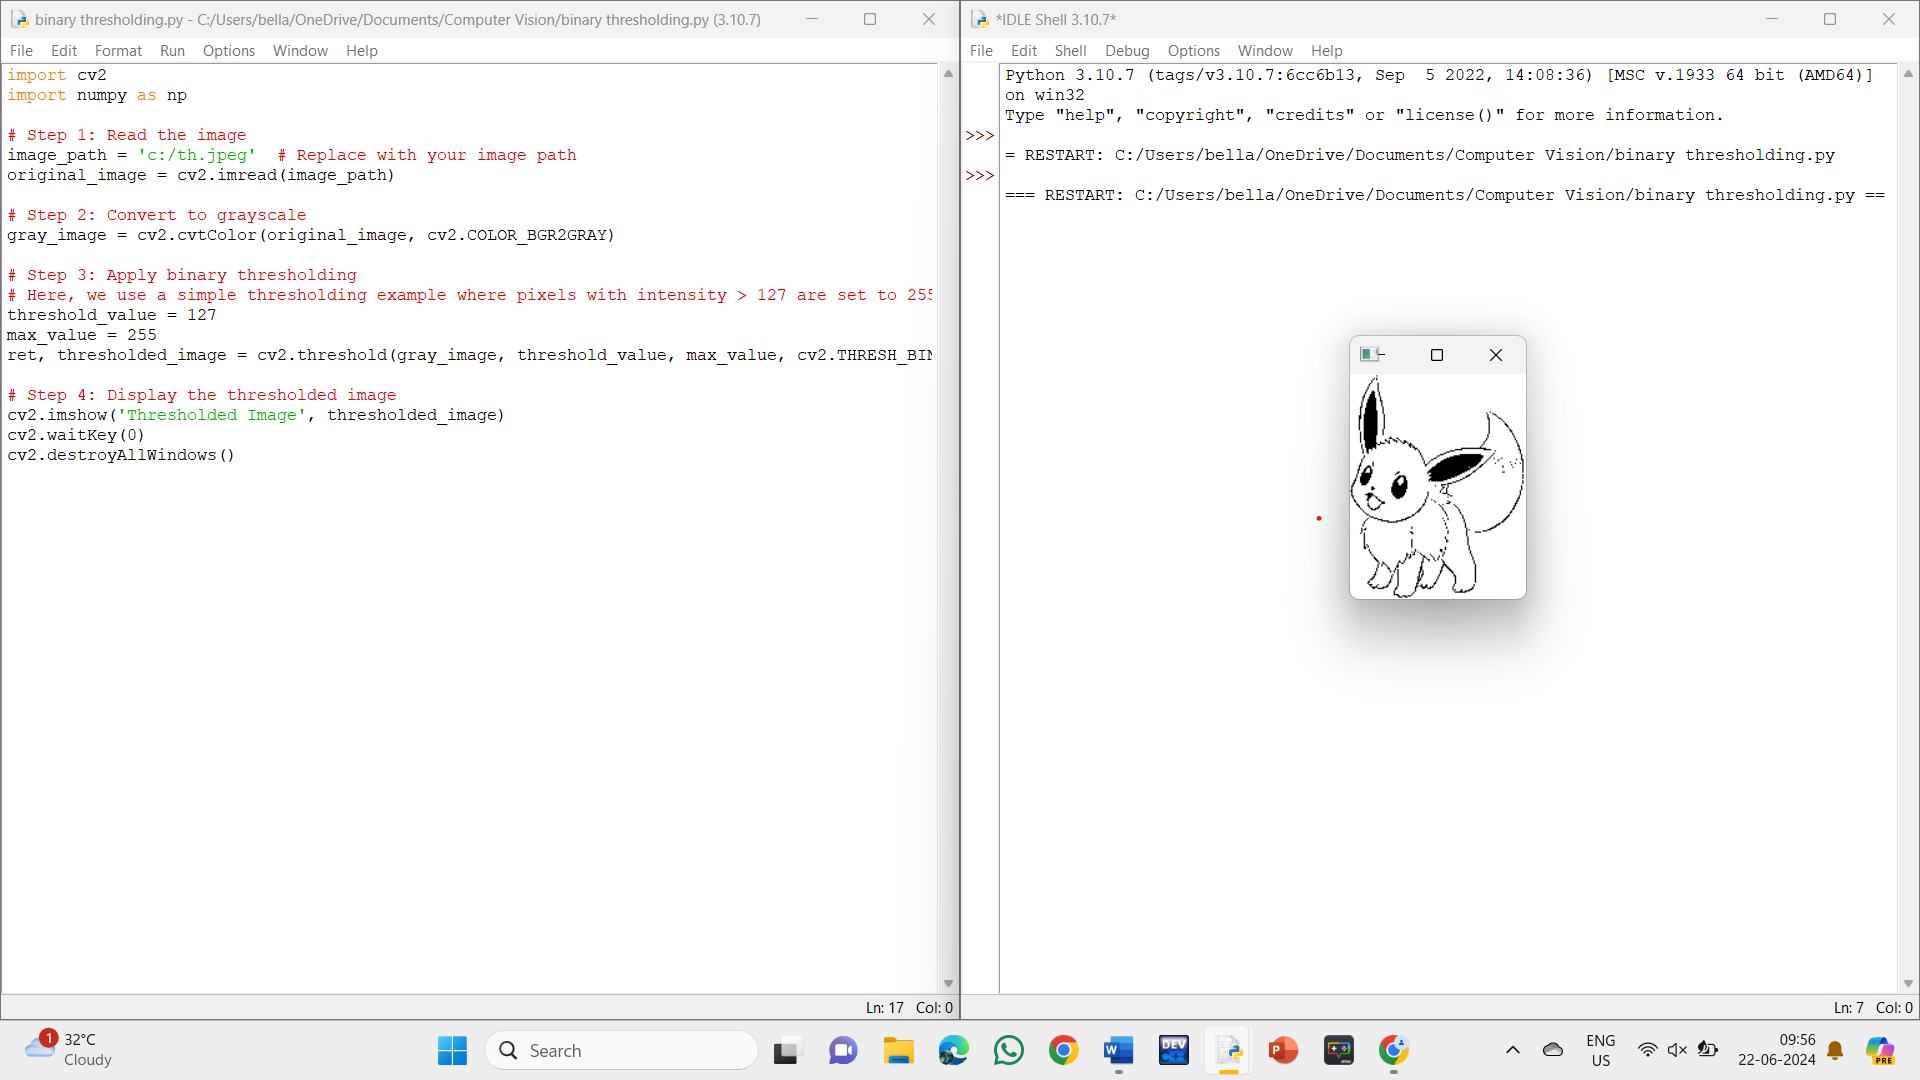 binary thresholding.py - C:/Users/bella/OneDrive/Documents/Computer Vision/binary thresholding.py (3.10.7)
File Edit Format Run Options Window Help
import cv2
import numpy as np
# Step 1: Read the image
image_path = 'c:/th.jpeg'  # Replace with your image path
original_image = cv2.imread(image_path)
# Step 2: Convert to grayscale
gray_image = cv2.cvtColor(original_image, cv2.COLOR_BGR2GRAY)
# Step 3: Apply binary thresholding
# Here, we use a simple thresholding example where pixels with intensity > 127 are set to 255
threshold_value = 127
max_value = 255
ret, thresholded_image = cv2.threshold(gray_image, threshold_value, max_value, cv2.THRESH_BIN
# Step 4: Display the thresholded image
cv2.imshow('Thresholded Image', thresholded_image)
cv2.waitKey(0)
cv2.destroyAllWindows()
Ln: 17 Col: 0
*IDLE Shell 3.10.7*
File Edit Shell Debug Options Window Help
Python 3.10.7 (tags/v3.10.7:6cc6b13, Sep  5 2022, 14:08:36) [MSC v.1933 64 bit (AMD64)]
on win32
Type "help", "copyright", "credits" or "license()" for more information.
>>>
= RESTART: C:/Users/bella/OneDrive/Documents/Computer Vision/binary thresholding.py
>>>
=== RESTART: C:/Users/bella/OneDrive/Documents/Computer Vision/binary thresholding.py ==
Ln: 7 Col: 0
1
32°C
Cloudy
Search
W
DEV
C++
P
PRE
ENG
US
09:56
22-06-2024